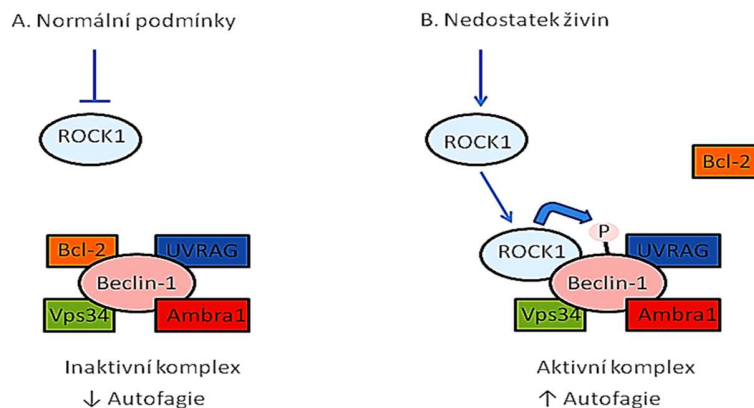 A. Normální podmínky
ROCK1
Bcl-2
UVRAG
Beclin-1
Vps34
Ambra1
Inaktivní komplex
↓ Autofagie
B. Nedostatek živin
ROCK1
Bcl-2
ROCK1
P
UVRAG
Beclin-1
Vps34
Ambra1
Aktivní komplex
↑ Autofagie